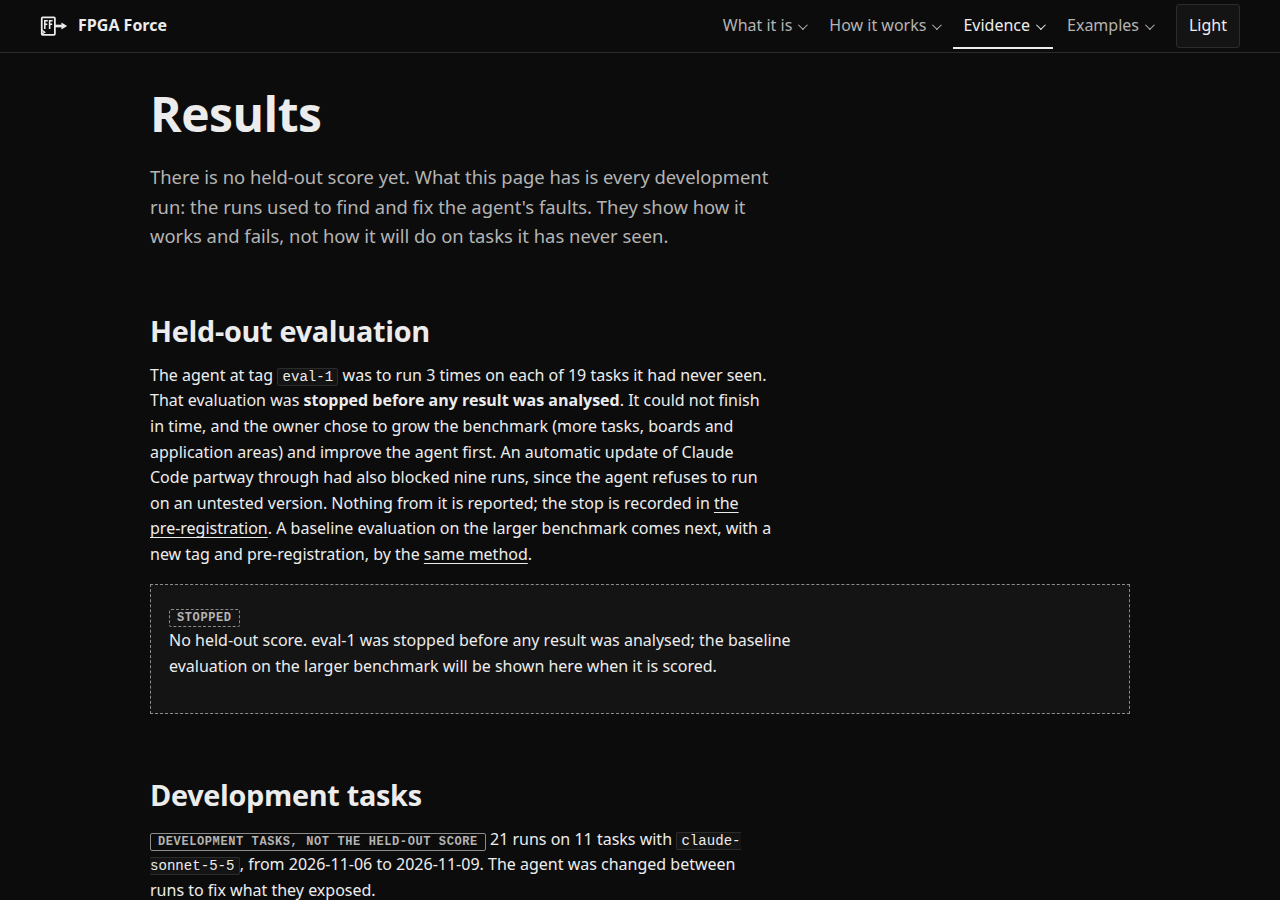 FF FPGA Force
What it is How it works Evidence Examples Light
Results
There is no held-out score yet. What this page has is every development
run: the runs used to find and fix the agent's faults. They show how it
works and fails, not how it will do on tasks it has never seen.
Held-out evaluation
The agent at tag eval-1 was to run 3 times on each of 19 tasks it had never seen.
That evaluation was stopped before any result was analysed. It could not finish
in time, and the owner chose to grow the benchmark (more tasks, boards and
application areas) and improve the agent first. An automatic update of Claude
Code partway through had also blocked nine runs, since the agent refuses to run
on an untested version. Nothing from it is reported; the stop is recorded in the
pre-registration. A baseline evaluation on the larger benchmark comes next, with a
new tag and pre-registration, by the same method.
STOPPED
No held-out score. eval-1 was stopped before any result was analysed; the baseline
evaluation on the larger benchmark will be shown here when it is scored.
Development tasks
DEVELOPMENT TASKS, NOT THE HELD-OUT SCORE 21 runs on 11 tasks with claude-
sonnet-5-5, from 2026-11-06 to 2026-11-09. The agent was changed between
runs to fix what they exposed.